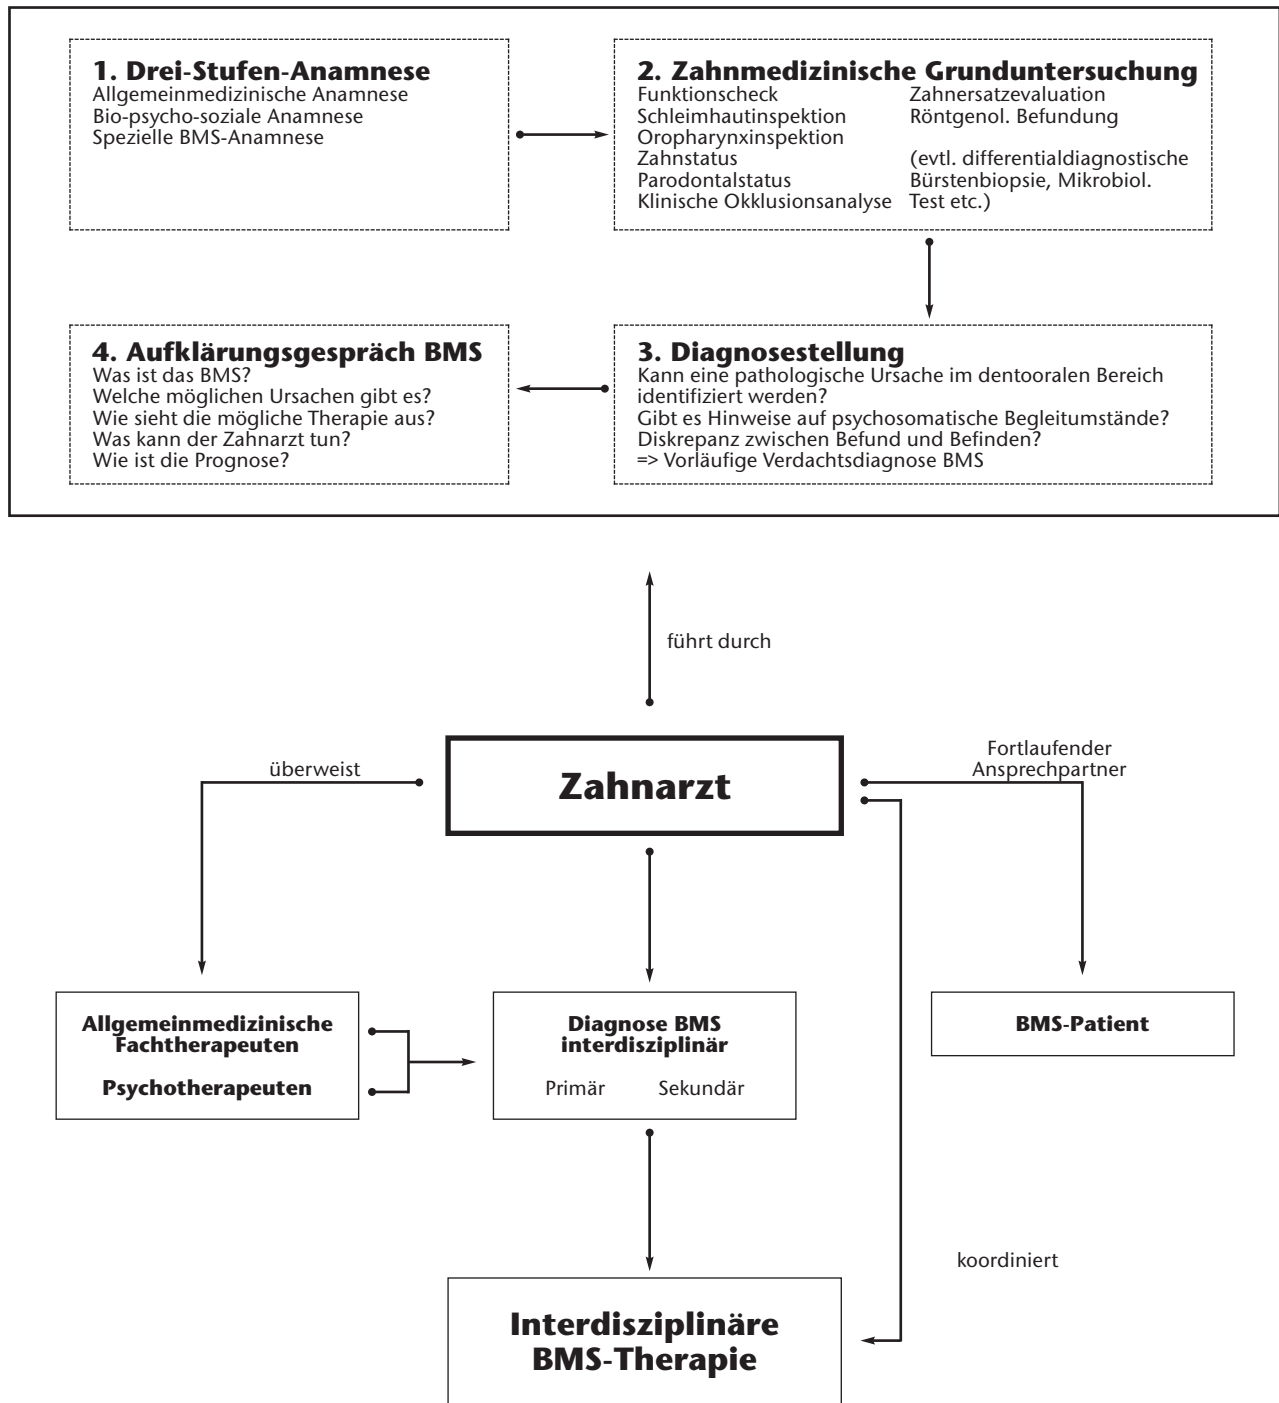 1. Drei-Stufen-Anamnese
Allgemeinmedizinische Anamnese
Bio-psycho-soziale Anamnese
Spezielle BMS-Anamnese
2. Zahnmedizinische Grunduntersuchung
Funktionscheck
Schleimhautinspektion
Oropharynxinspektion
Zahnstatus
Parodontalstatus
Klinische Okklusionsanalyse
Zahnersatzevaluation
Röntgenol. Befundung
(evtl. differentialdiagnostische
Bürstenbiopsie, Mikrobiol.
Test etc.)
3. Diagnosestellung
Kann eine pathologische Ursache im dentooralen Bereich
identifiziert werden?
Gibt es Hinweise auf psychosomatische Begleitumstände?
Diskrepanz zwischen Befund und Befinden?
=> Vorläufige Verdachtsdiagnose BMS
4. Aufklärungsgespräch BMS
Was ist das BMS?
Welche möglichen Ursachen gibt es?
Wie sieht die mögliche Therapie aus?
Was kann der Zahnarzt tun?
Wie ist die Prognose?
führt durch
Zahnarzt
überweist
Fortlaufender
Ansprechpartner
Allgemeinmedizinische
Fachtherapeuten
Psychotherapeuten
Diagnose BMS
interdisziplinär
Primär Sekundär
BMS-Patient
koordiniert
Interdisziplinäre
BMS-Therapie